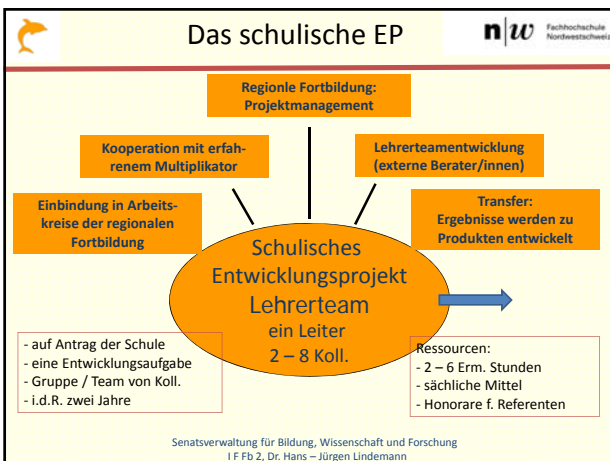 Das schulische EP
n|w Fachhochschule
Nordwestschweiz
Regionle Fortbildung:
Projektmanagement
Kooperation mit erfah-
renem Multiplikator
Lehrerteamentwicklung
(externe Berater/innen)
Einbindung in Arbeits-
kreise der regionalen
Fortbildung
Transfer:
Ergebnisse werden zu
Produkten entwickelt
Schulisches
Entwicklungsprojekt
Lehrerteam
ein Leiter
2 – 8 Koll.
- auf Antrag der Schule
- eine Entwicklungsaufgabe
- Gruppe / Team von Koll.
- i.d.R. zwei Jahre
Ressourcen:
- 2 – 6 Erm. Stunden
- sächliche Mittel
- Honorare f. Referenten
Senatsverwaltung für Bildung, Wissenschaft und Forschung
I F Fb 2, Dr. Hans – Jürgen Lindemann